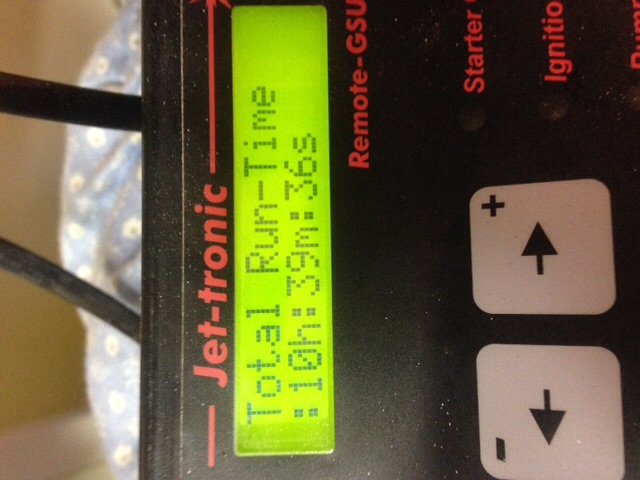 Jet-tronic
Total Run-Time
:10h:39m:36s
Remote-GSU
Starter
Ignitio
+
-